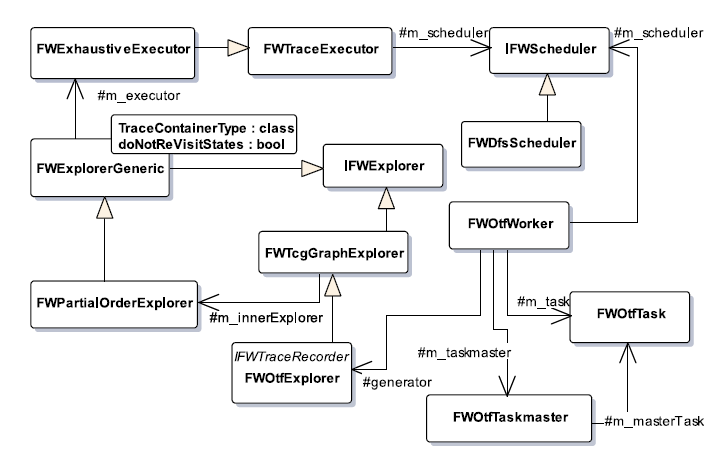 #m_scheduler
#m_scheduler
FWExhaustiveExecutor
FWTraceExecutor
IFWScheduler
#m_executor
TraceContainerType : class
doNotReVisitStates : bool
FWDfsScheduler
FWExplorerGeneric
IFWExplorer
FWOtfWorker
FWTcgGraphExplorer
FWPartialOrderExplorer
#m_innerExplorer
#m_task
FWOtfTask
IFWTraceRecorder
FWOtfExplorer
#generator
#m_taskmaster
FWOtfTaskmaster
#m_masterTask